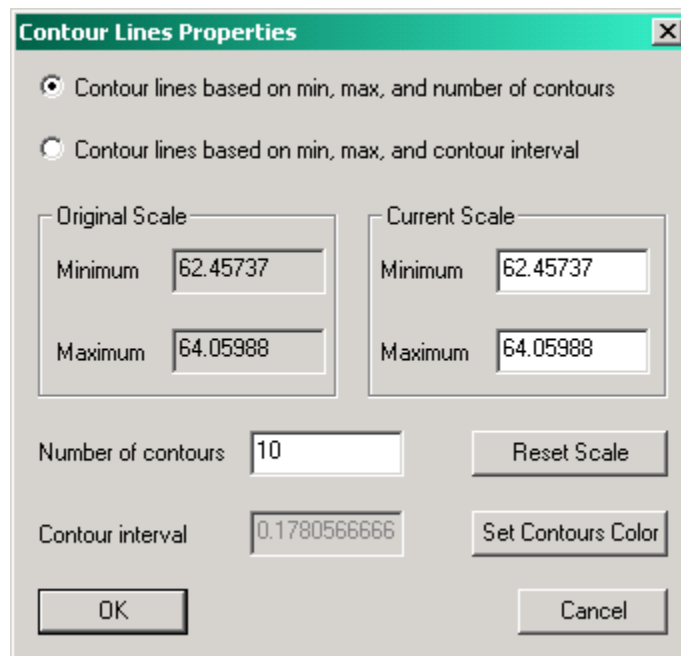 Contour Lines Properties
Contour lines based on min, max, and number of contours
Contour lines based on min, max, and contour interval
Original Scale
Minimum 62.45737
Maximum 64.05988
Current Scale
Minimum 62.45737
Maximum 64.05988
Number of contours 10
Reset Scale
Contour interval 0.1780566666
Set Contours Color
OK
Cancel